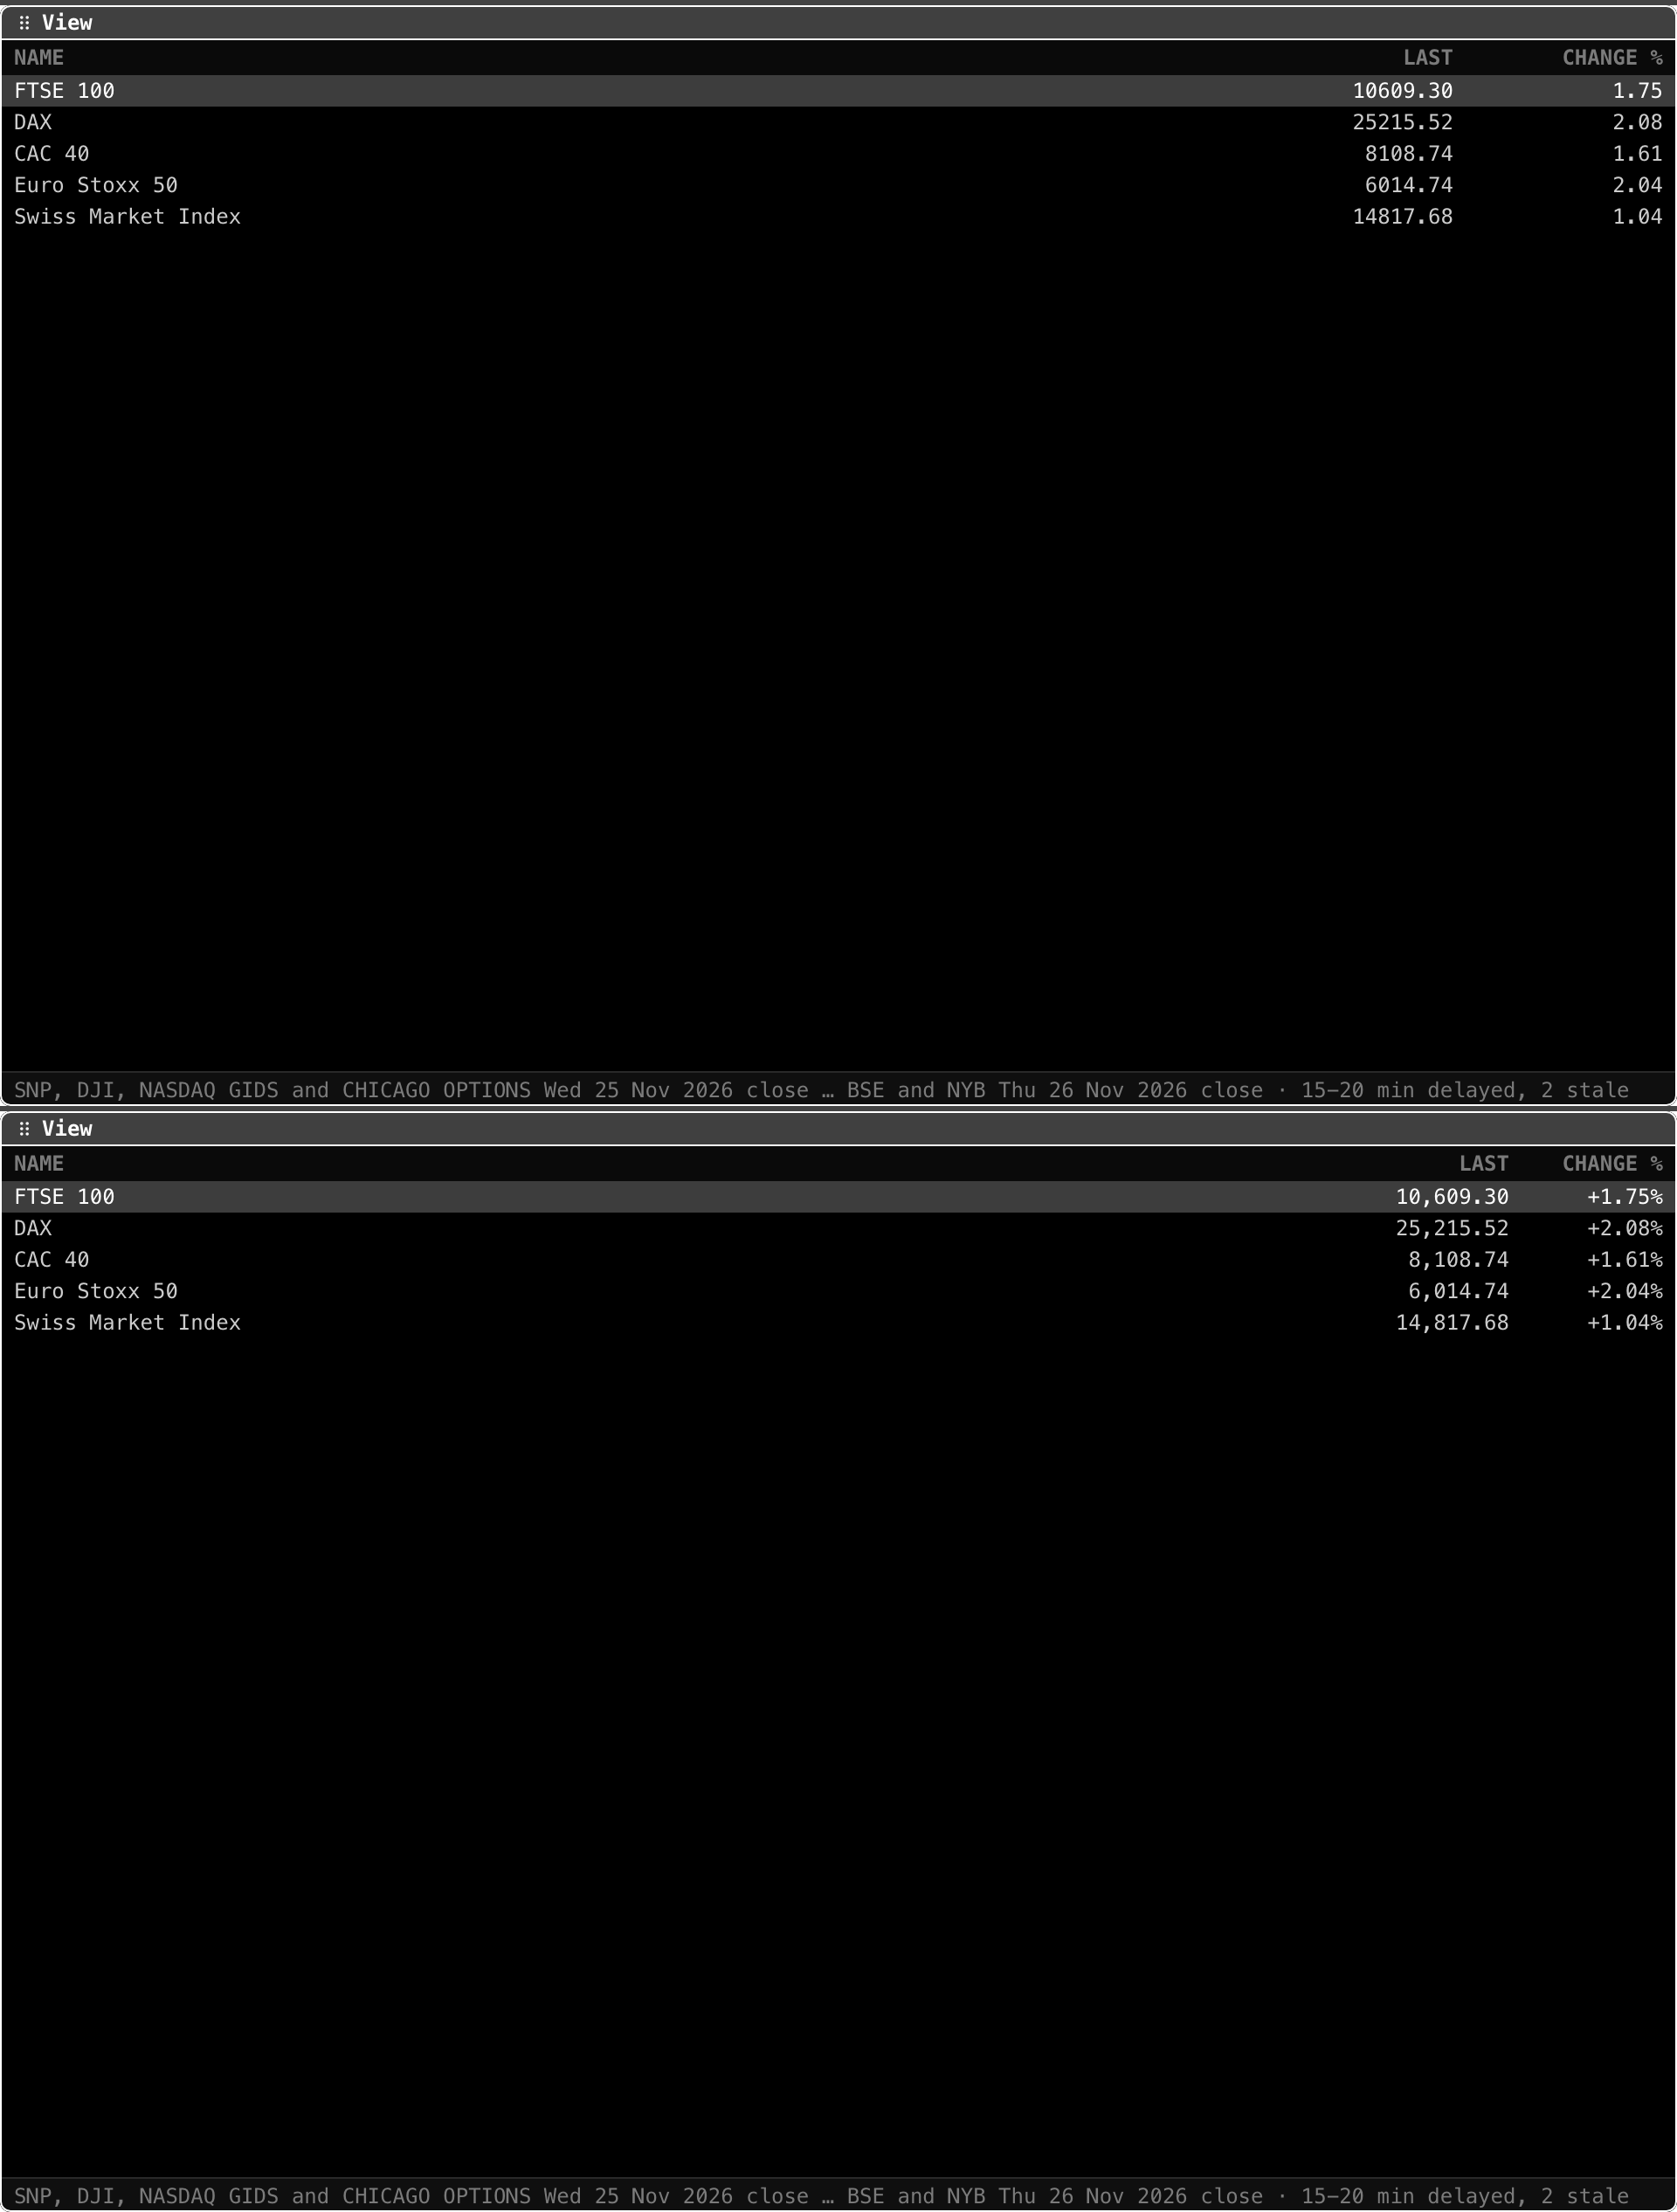 ⠿ View
NAME LAST CHANGE %
FTSE 100 10609.30 1.75
DAX 25215.52 2.08
CAC 40 8108.74 1.61
Euro Stoxx 50 6014.74 2.04
Swiss Market Index 14817.68 1.04
SNP, DJI, NASDAQ GIDS and CHICAGO OPTIONS Wed 25 Nov 2026 close … BSE and NYB Thu 26 Nov 2026 close · 15–20 min delayed, 2 stale
⠿ View
NAME LAST CHANGE %
FTSE 100 10,609.30 +1.75%
DAX 25,215.52 +2.08%
CAC 40 8,108.74 +1.61%
Euro Stoxx 50 6,014.74 +2.04%
Swiss Market Index 14,817.68 +1.04%
SNP, DJI, NASDAQ GIDS and CHICAGO OPTIONS Wed 25 Nov 2026 close … BSE and NYB Thu 26 Nov 2026 close · 15–20 min delayed, 2 stale